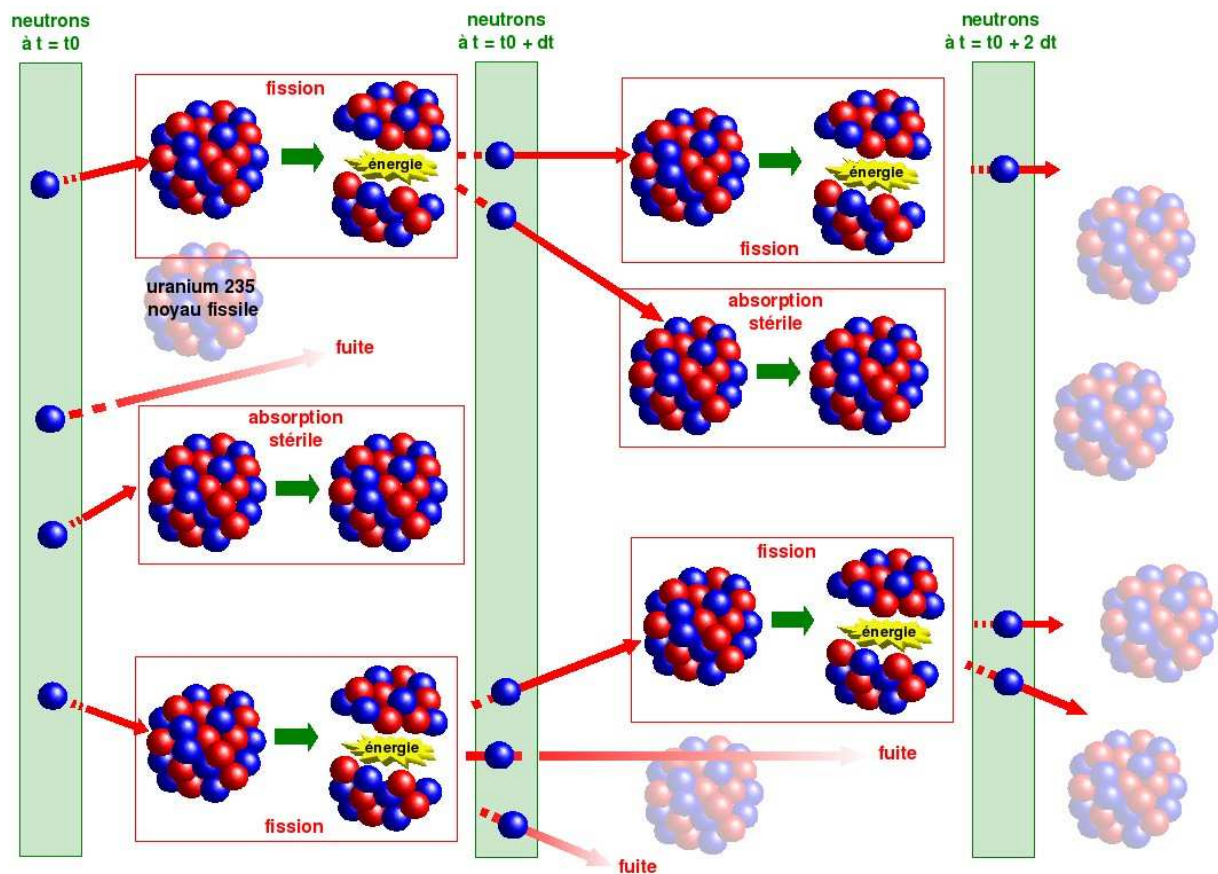 neutrons
à t = t0
neutrons
à t = t0 + dt
neutrons
à t = t0 + 2 dt
fission
énergie
fission
énergie
uranium 235
noyau fissile
absorption
stérile
fuite
absorption
stérile
fission
énergie
énergie
fission
fuite
fuite